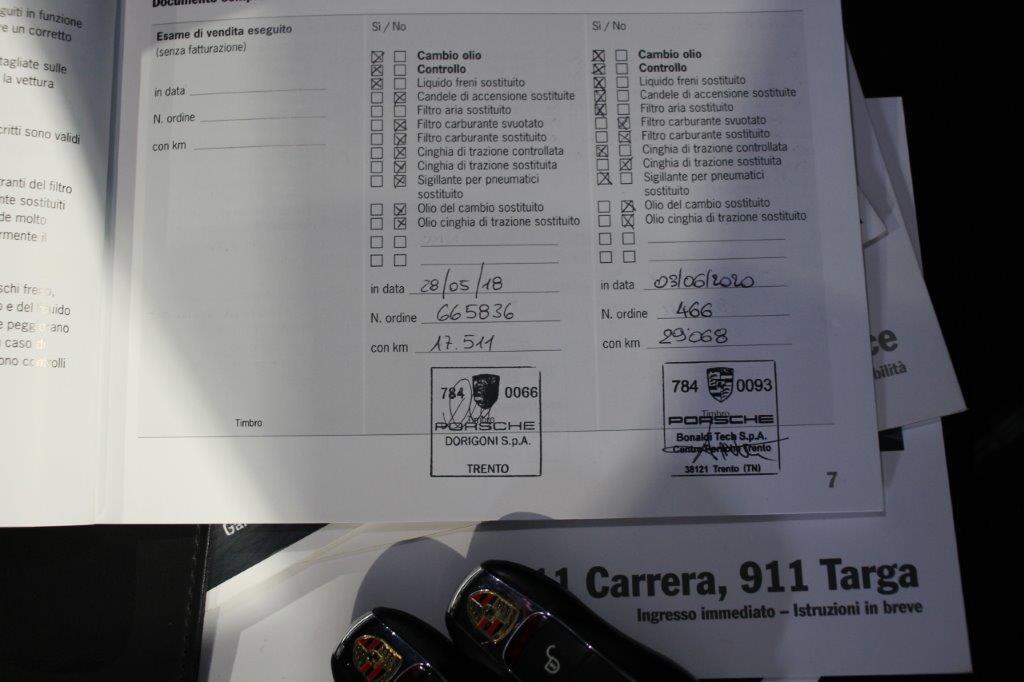 guiti in funzione
e un corretto
tagliate sulle
la vettura
critti sono validi
ranti del filtro
nte sostituiti
de molto
rmente il
schi freno,
o e del liquido
e peggiorano
caso di
ono controlli
Documento
Esame di vendita eseguito
(senza fatturazione)
in data
N. ordine
con km
Timbro
Sì / No
Cambio olio
Controllo
Liquido freni sostituito
Candele di accensione sostituite
Filtro aria sostituito
Filtro carburante svuotato
Filtro carburante sostituito
Cinghia di trazione controllata
Cinghia di trazione sostituita
Sigillante per pneumatici
sostituito
Olio del cambio sostituito
Olio cinghia di trazione sostituito
in data 28/05/18
N. ordine 665836
con km 17.511
784 0066
Timbro
PORSCHE
DORIGONI S.p.A.
TRENTO
Sì / No
Cambio olio
Controllo
Liquido freni sostituito
Candele di accensione sostituite
Filtro aria sostituito
Filtro carburante svuotato
Filtro carburante sostituito
Cinghia di trazione controllata
Cinghia di trazione sostituita
Sigillante per pneumatici
sostituito
Olio del cambio sostituito
Olio cinghia di trazione sostituito
in data 03/06/2020
N. ordine 466
con km 29.068
784 0093
Timbro
PORSCHE
Bonaldi Tech S.p.A.
Centro Porsche Trento
38121 Trento (TN)
7
ce
bilità
11 Carrera, 911 Targa
Ingresso immediato – Istruzioni in breve